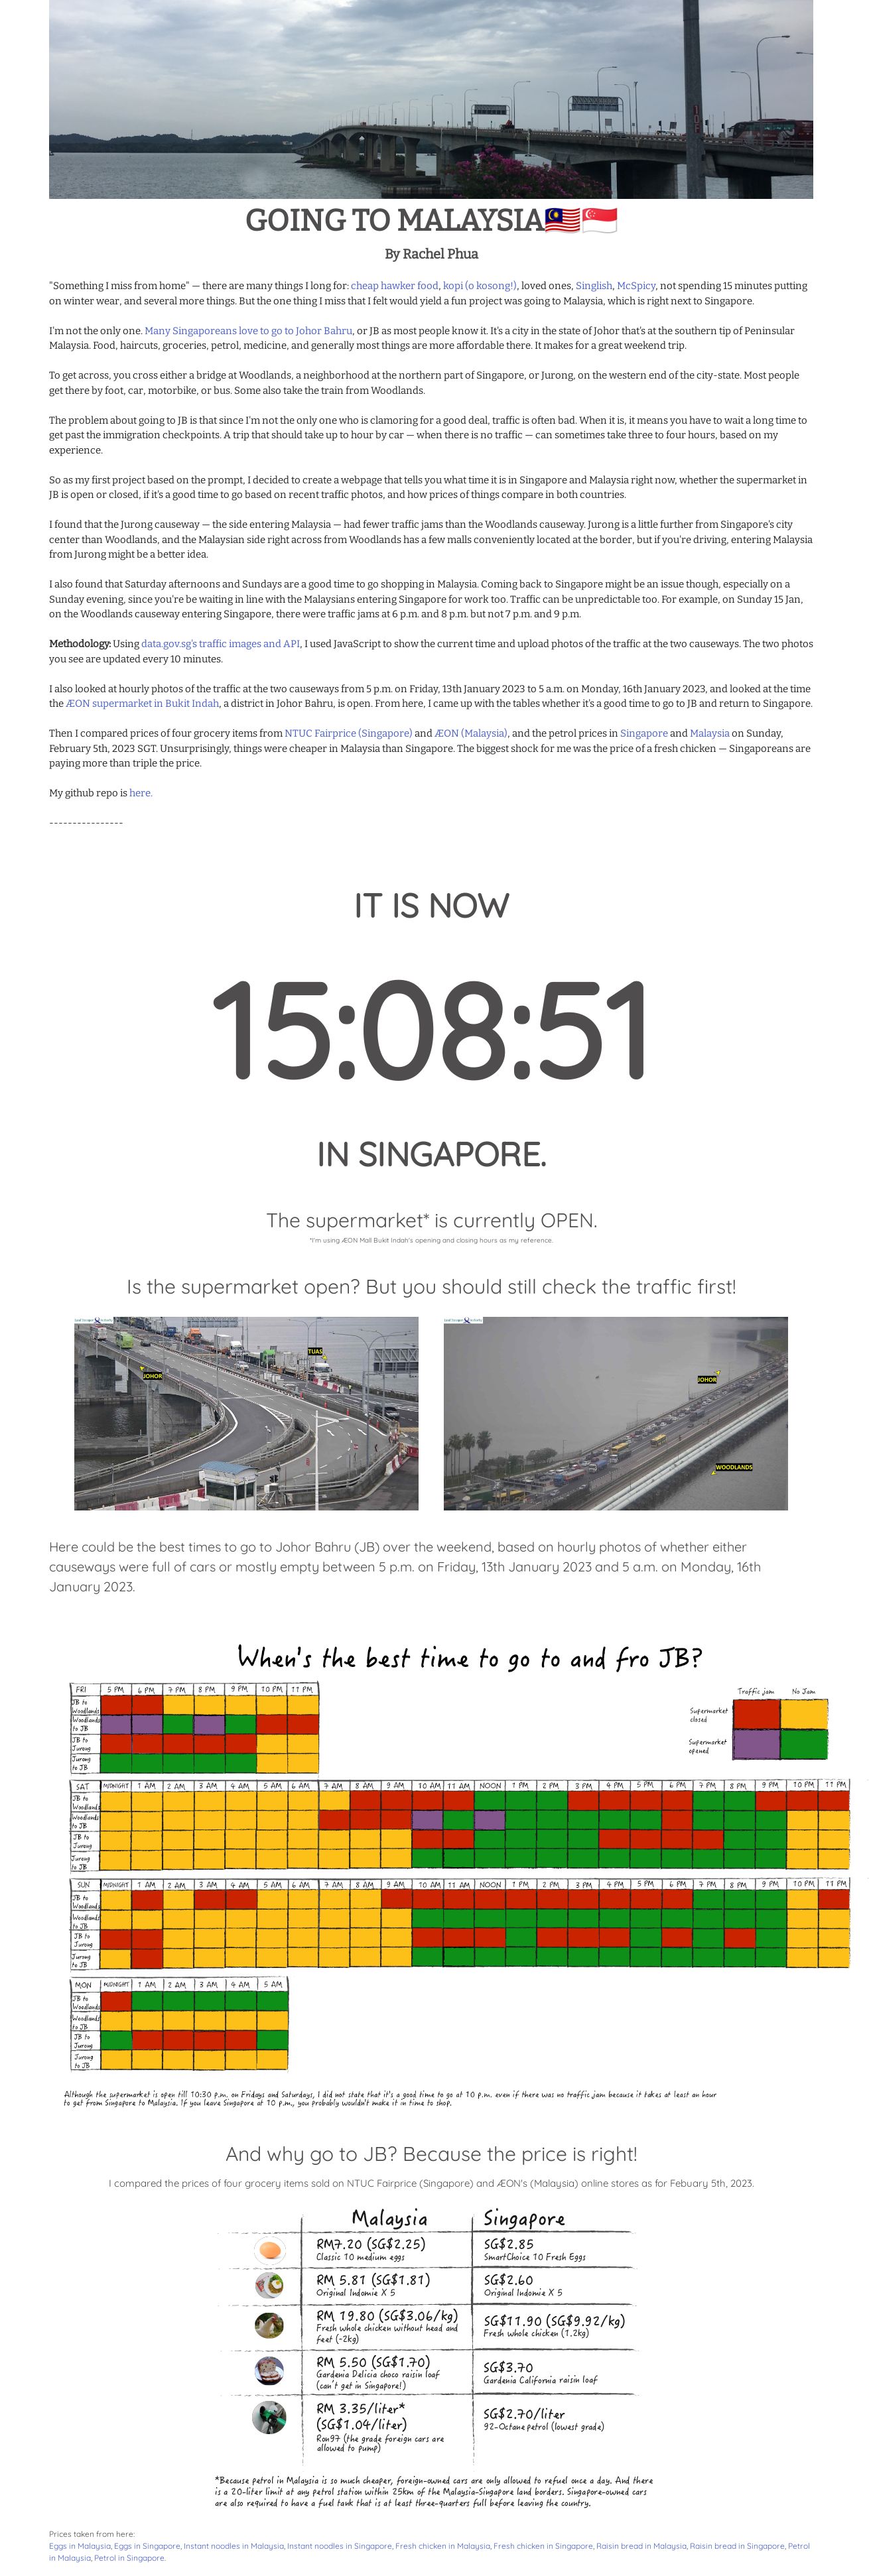 GOING TO MALAYSIA🇲🇾🇸🇬
By Rachel Phua
"Something I miss from home" — there are many things I long for: cheap hawker food, kopi (o kosong!), loved ones, Singlish, McSpicy, not spending 15 minutes putting
on winter wear, and several more things. But the one thing I miss that I felt would yield a fun project was going to Malaysia, which is right next to Singapore.
I'm not the only one. Many Singaporeans love to go to Johor Bahru, or JB as most people know it. It's a city in the state of Johor that's at the southern tip of Peninsular
Malaysia. Food, haircuts, groceries, petrol, medicine, and generally most things are more affordable there. It makes for a great weekend trip.
To get across, you cross either a bridge at Woodlands, a neighborhood at the northern part of Singapore, or Jurong, on the western end of the city-state. Most people
get there by foot, car, motorbike, or bus. Some also take the train from Woodlands.
The problem about going to JB is that since I'm not the only one who is clamoring for a good deal, traffic is often bad. When it is, it means you have to wait a long time to
get past the immigration checkpoints. A trip that should take up to hour by car — when there is no traffic — can sometimes take three to four hours, based on my
experience.
So as my first project based on the prompt, I decided to create a webpage that tells you what time it is in Singapore and Malaysia right now, whether the supermarket in
JB is open or closed, if it's a good time to go based on recent traffic photos, and how prices of things compare in both countries.
I found that the Jurong causeway — the side entering Malaysia — had fewer traffic jams than the Woodlands causeway. Jurong is a little further from Singapore's city
center than Woodlands, and the Malaysian side right across from Woodlands has a few malls conveniently located at the border, but if you're driving, entering Malaysia
from Jurong might be a better idea.
I also found that Saturday afternoons and Sundays are a good time to go shopping in Malaysia. Coming back to Singapore might be an issue though, especially on a
Sunday evening, since you're be waiting in line with the Malaysians entering Singapore for work too. Traffic can be unpredictable too. For example, on Sunday 15 Jan,
on the Woodlands causeway entering Singapore, there were traffic jams at 6 p.m. and 8 p.m. but not 7 p.m. and 9 p.m.
Methodology: Using data.gov.sg's traffic images and API, I used JavaScript to show the current time and upload photos of the traffic at the two causeways. The two photos
you see are updated every 10 minutes.
I also looked at hourly photos of the traffic at the two causeways from 5 p.m. on Friday, 13th January 2023 to 5 a.m. on Monday, 16th January 2023, and looked at the time
the ÆON supermarket in Bukit Indah, a district in Johor Bahru, is open. From here, I came up with the tables whether it's a good time to go to JB and return to Singapore.
Then I compared prices of four grocery items from NTUC Fairprice (Singapore) and ÆON (Malaysia), and the petrol prices in Singapore and Malaysia on Sunday,
February 5th, 2023 SGT. Unsurprisingly, things were cheaper in Malaysia than Singapore. The biggest shock for me was the price of a fresh chicken — Singaporeans are
paying more than triple the price.
My github repo is here.
----------------
IT IS NOW
15:08:51
IN SINGAPORE.
The supermarket* is currently OPEN.
*I'm using ÆON Mall Bukit Indah's opening and closing hours as my reference.
Is the supermarket open? But you should still check the traffic first!
JOHOR
TUAS
JOHOR
WOODLANDS
Here could be the best times to go to Johor Bahru (JB) over the weekend, based on hourly photos of whether either
causeways were full of cars or mostly empty between 5 p.m. on Friday, 13th January 2023 and 5 a.m. on Monday, 16th
January 2023.
When's the best time to go to and fro JB?
Traffic jam No Jam
Supermarket
closed
Supermarket
opened
FRI 5 PM 6 PM 7 PM 8 PM 9 PM 10 PM 11 PM
JB to
Woodlands
Woodlands
to JB
JB to
Jurong
Jurong
to JB
SAT MIDNIGHT 1 AM 2 AM 3 AM 4 AM 5 AM 6 AM 7 AM 8 AM 9 AM 10 AM 11 AM NOON 1 PM 2 PM 3 PM 4 PM 5 PM 6 PM 7 PM 8 PM 9 PM 10 PM 11 PM
JB to
Woodlands
Woodlands
to JB
JB to
Jurong
Jurong
to JB
SUN MIDNIGHT 1 AM 2 AM 3 AM 4 AM 5 AM 6 AM 7 AM 8 AM 9 AM 10 AM 11 AM NOON 1 PM 2 PM 3 PM 4 PM 5 PM 6 PM 7 PM 8 PM 9 PM 10 PM 11 PM
JB to
Woodlands
Woodlands
to JB
JB to
Jurong
Jurong
to JB
MON MIDNIGHT 1 AM 2 AM 3 AM 4 AM 5 AM
JB to
Woodlands
Woodlands
to JB
JB to
Jurong
Jurong
to JB
Although the supermarket is open till 10:30 p.m. on Fridays and Saturdays, I did not state that it's a good time to go at 10 p.m. even if there was no traffic jam because it takes at least an hour
to get from Singapore to Malaysia. If you leave Singapore at 10 p.m., you probably wouldn't make it in time to shop.
And why go to JB? Because the price is right!
I compared the prices of four grocery items sold on NTUC Fairprice (Singapore) and ÆON's (Malaysia) online stores as for Febuary 5th, 2023.
Malaysia Singapore
RM7.20 (SG$2.25)
Classic 10 medium eggs
SG$2.85
SmartChoice 10 Fresh Eggs
RM 5.81 (SG$1.81)
Original Indomie X 5
SG$2.60
Original Indomie X 5
RM 19.80 (SG$3.06/kg)
Fresh whole chicken without head and
feet (~2kg)
SG$11.90 (SG$9.92/kg)
Fresh whole chicken (1.2kg)
RM 5.50 (SG$1.70)
Gardenia Delicia choco raisin loaf
(can't get in Singapore!)
SG$3.70
Gardenia California raisin loaf
RM 3.35/liter*
(SG$1.04/liter)
Ron97 (the grade foreign cars are
allowed to pump)
SG$2.70/liter
92-Octane petrol (lowest grade)
*Because petrol in Malaysia is so much cheaper, foreign-owned cars are only allowed to refuel once a day. And there
is a 20-liter limit at any petrol station within 25km of the Malaysia-Singapore land borders. Singapore-owned cars
are also required to have a fuel tank that is at least three-quarters full before leaving the country.
Prices taken from here:
Eggs in Malaysia, Eggs in Singapore, Instant noodles in Malaysia, Instant noodles in Singapore, Fresh chicken in Malaysia, Fresh chicken in Singapore, Raisin bread in Malaysia, Raisin bread in Singapore, Petrol
in Malaysia, Petrol in Singapore.